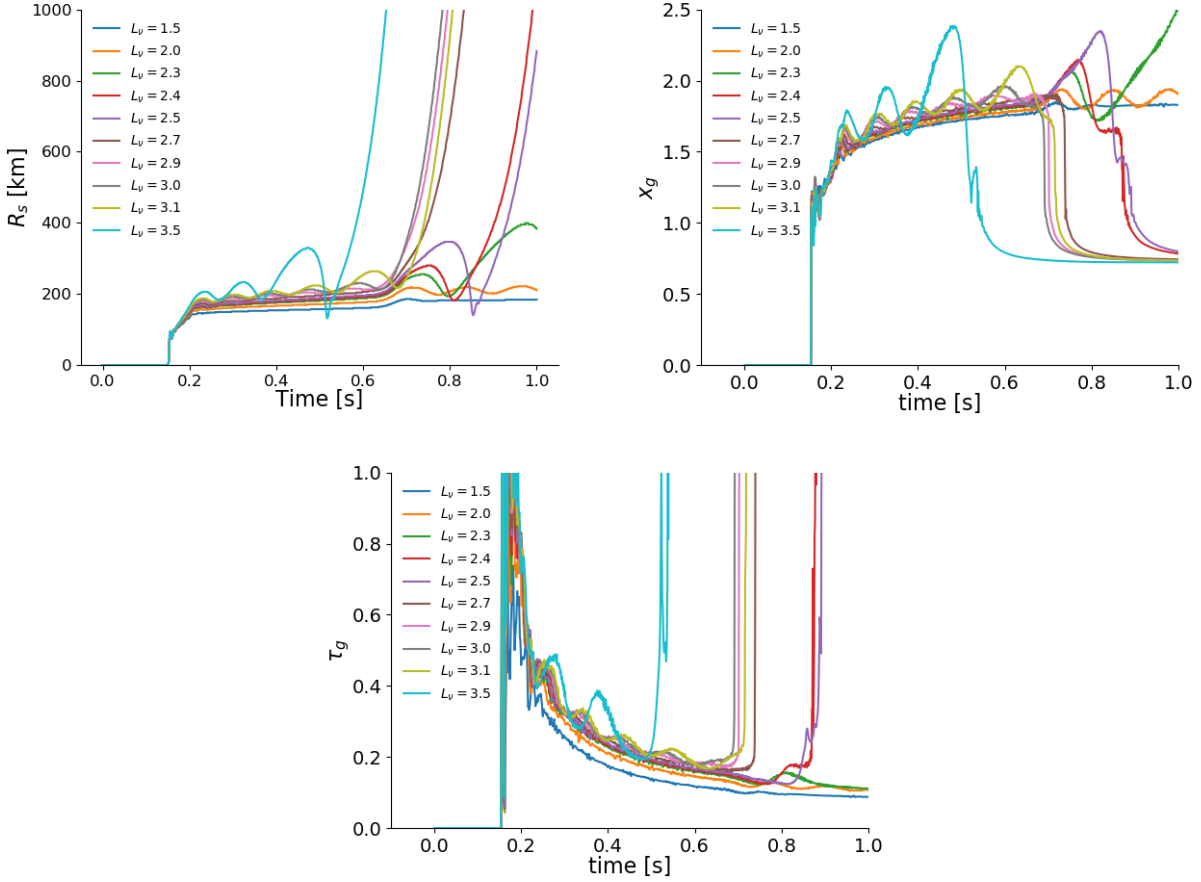 1000
800
600
400
200
0
R_s [km]
L_ν = 1.5
L_ν = 2.0
L_ν = 2.3
L_ν = 2.4
L_ν = 2.5
L_ν = 2.7
L_ν = 2.9
L_ν = 3.0
L_ν = 3.1
L_ν = 3.5
0.0 0.2 0.4 0.6 0.8 1.0
Time [s]
2.5
2.0
1.5
1.0
0.5
0.0
x_g
L_ν = 1.5
L_ν = 2.0
L_ν = 2.3
L_ν = 2.4
L_ν = 2.5
L_ν = 2.7
L_ν = 2.9
L_ν = 3.0
L_ν = 3.1
L_ν = 3.5
0.0 0.2 0.4 0.6 0.8 1.0
time [s]
1.0
0.8
0.6
0.4
0.2
0.0
τ_g
L_ν = 1.5
L_ν = 2.0
L_ν = 2.3
L_ν = 2.4
L_ν = 2.5
L_ν = 2.7
L_ν = 2.9
L_ν = 3.0
L_ν = 3.1
L_ν = 3.5
0.0 0.2 0.4 0.6 0.8 1.0
time [s]